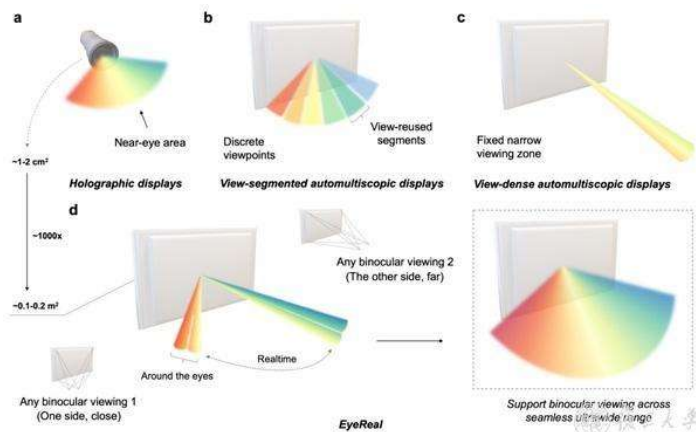 a
Near-eye area
Holographic displays
b
Discrete
viewpoints
View-reused
segments
View-segmented automultiscopic displays
c
Fixed narrow
viewing zone
View-dense automultiscopic displays
~1-2 cm²
~1000x
~0.1-0.2 m²
d
Any binocular viewing 1
(One side, close)
Around the eyes
Realtime
Any binocular viewing 2
(The other side, far)
EyeReal
Support binocular viewing across
seamless ultrawide range
大学